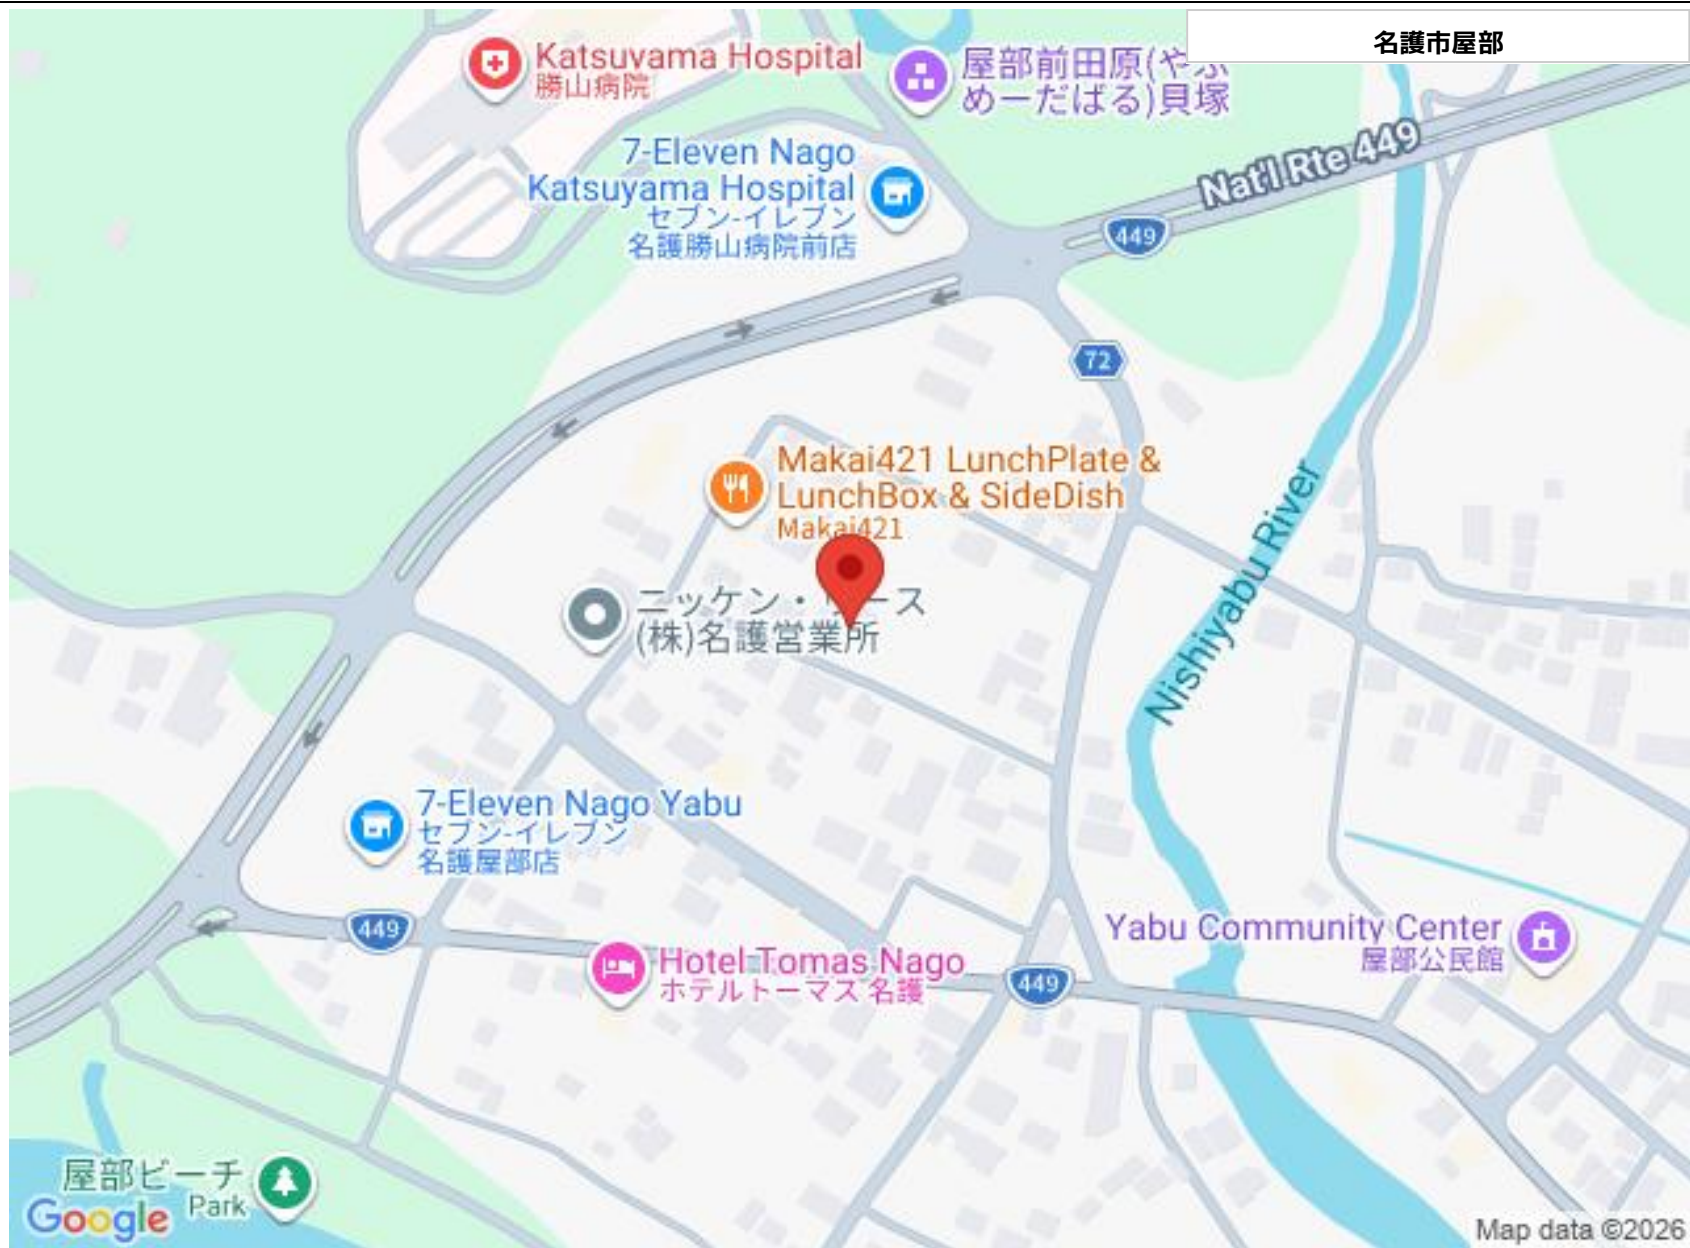 名護市屋部
Katsuyama Hospital
勝山病院
屋部前田原(やぶ
めーだばる)貝塚
7-Eleven Nago
Katsuyama Hospital
セブン-イレブン
名護勝山病院前店
Nat'l Rte 449
449
72
Makai421 LunchPlate &
LunchBox & SideDish
Makai421
ニッケン・リース
(株)名護営業所
Nishiyabu River
7-Eleven Nago Yabu
セブン-イレブン
名護屋部店
449
Hotel Tomas Nago
ホテルトーマス 名護
449
Yabu Community Center
屋部公民館
屋部ビーチ
Park
Google
Map data ©2026